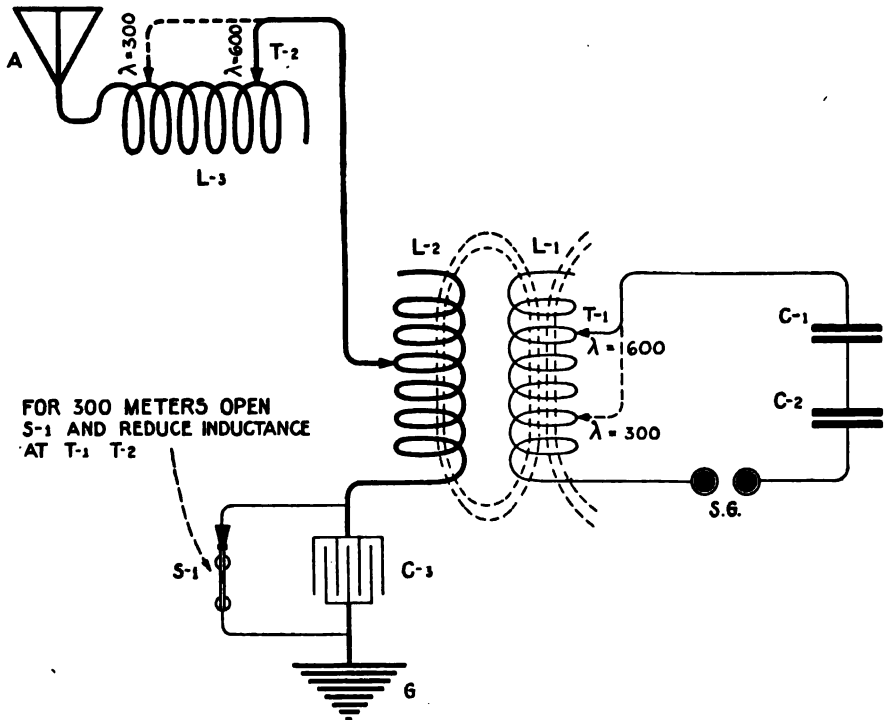 A
λ=300
λ=600
T-2
L-3
L-2
L-1
T-1
λ=600
λ=300
C-1
C-2
S.G.
FOR 300 METERS OPEN
S-1 AND REDUCE INDUCTANCE
AT T-1 T-2
S-1
C-3
G